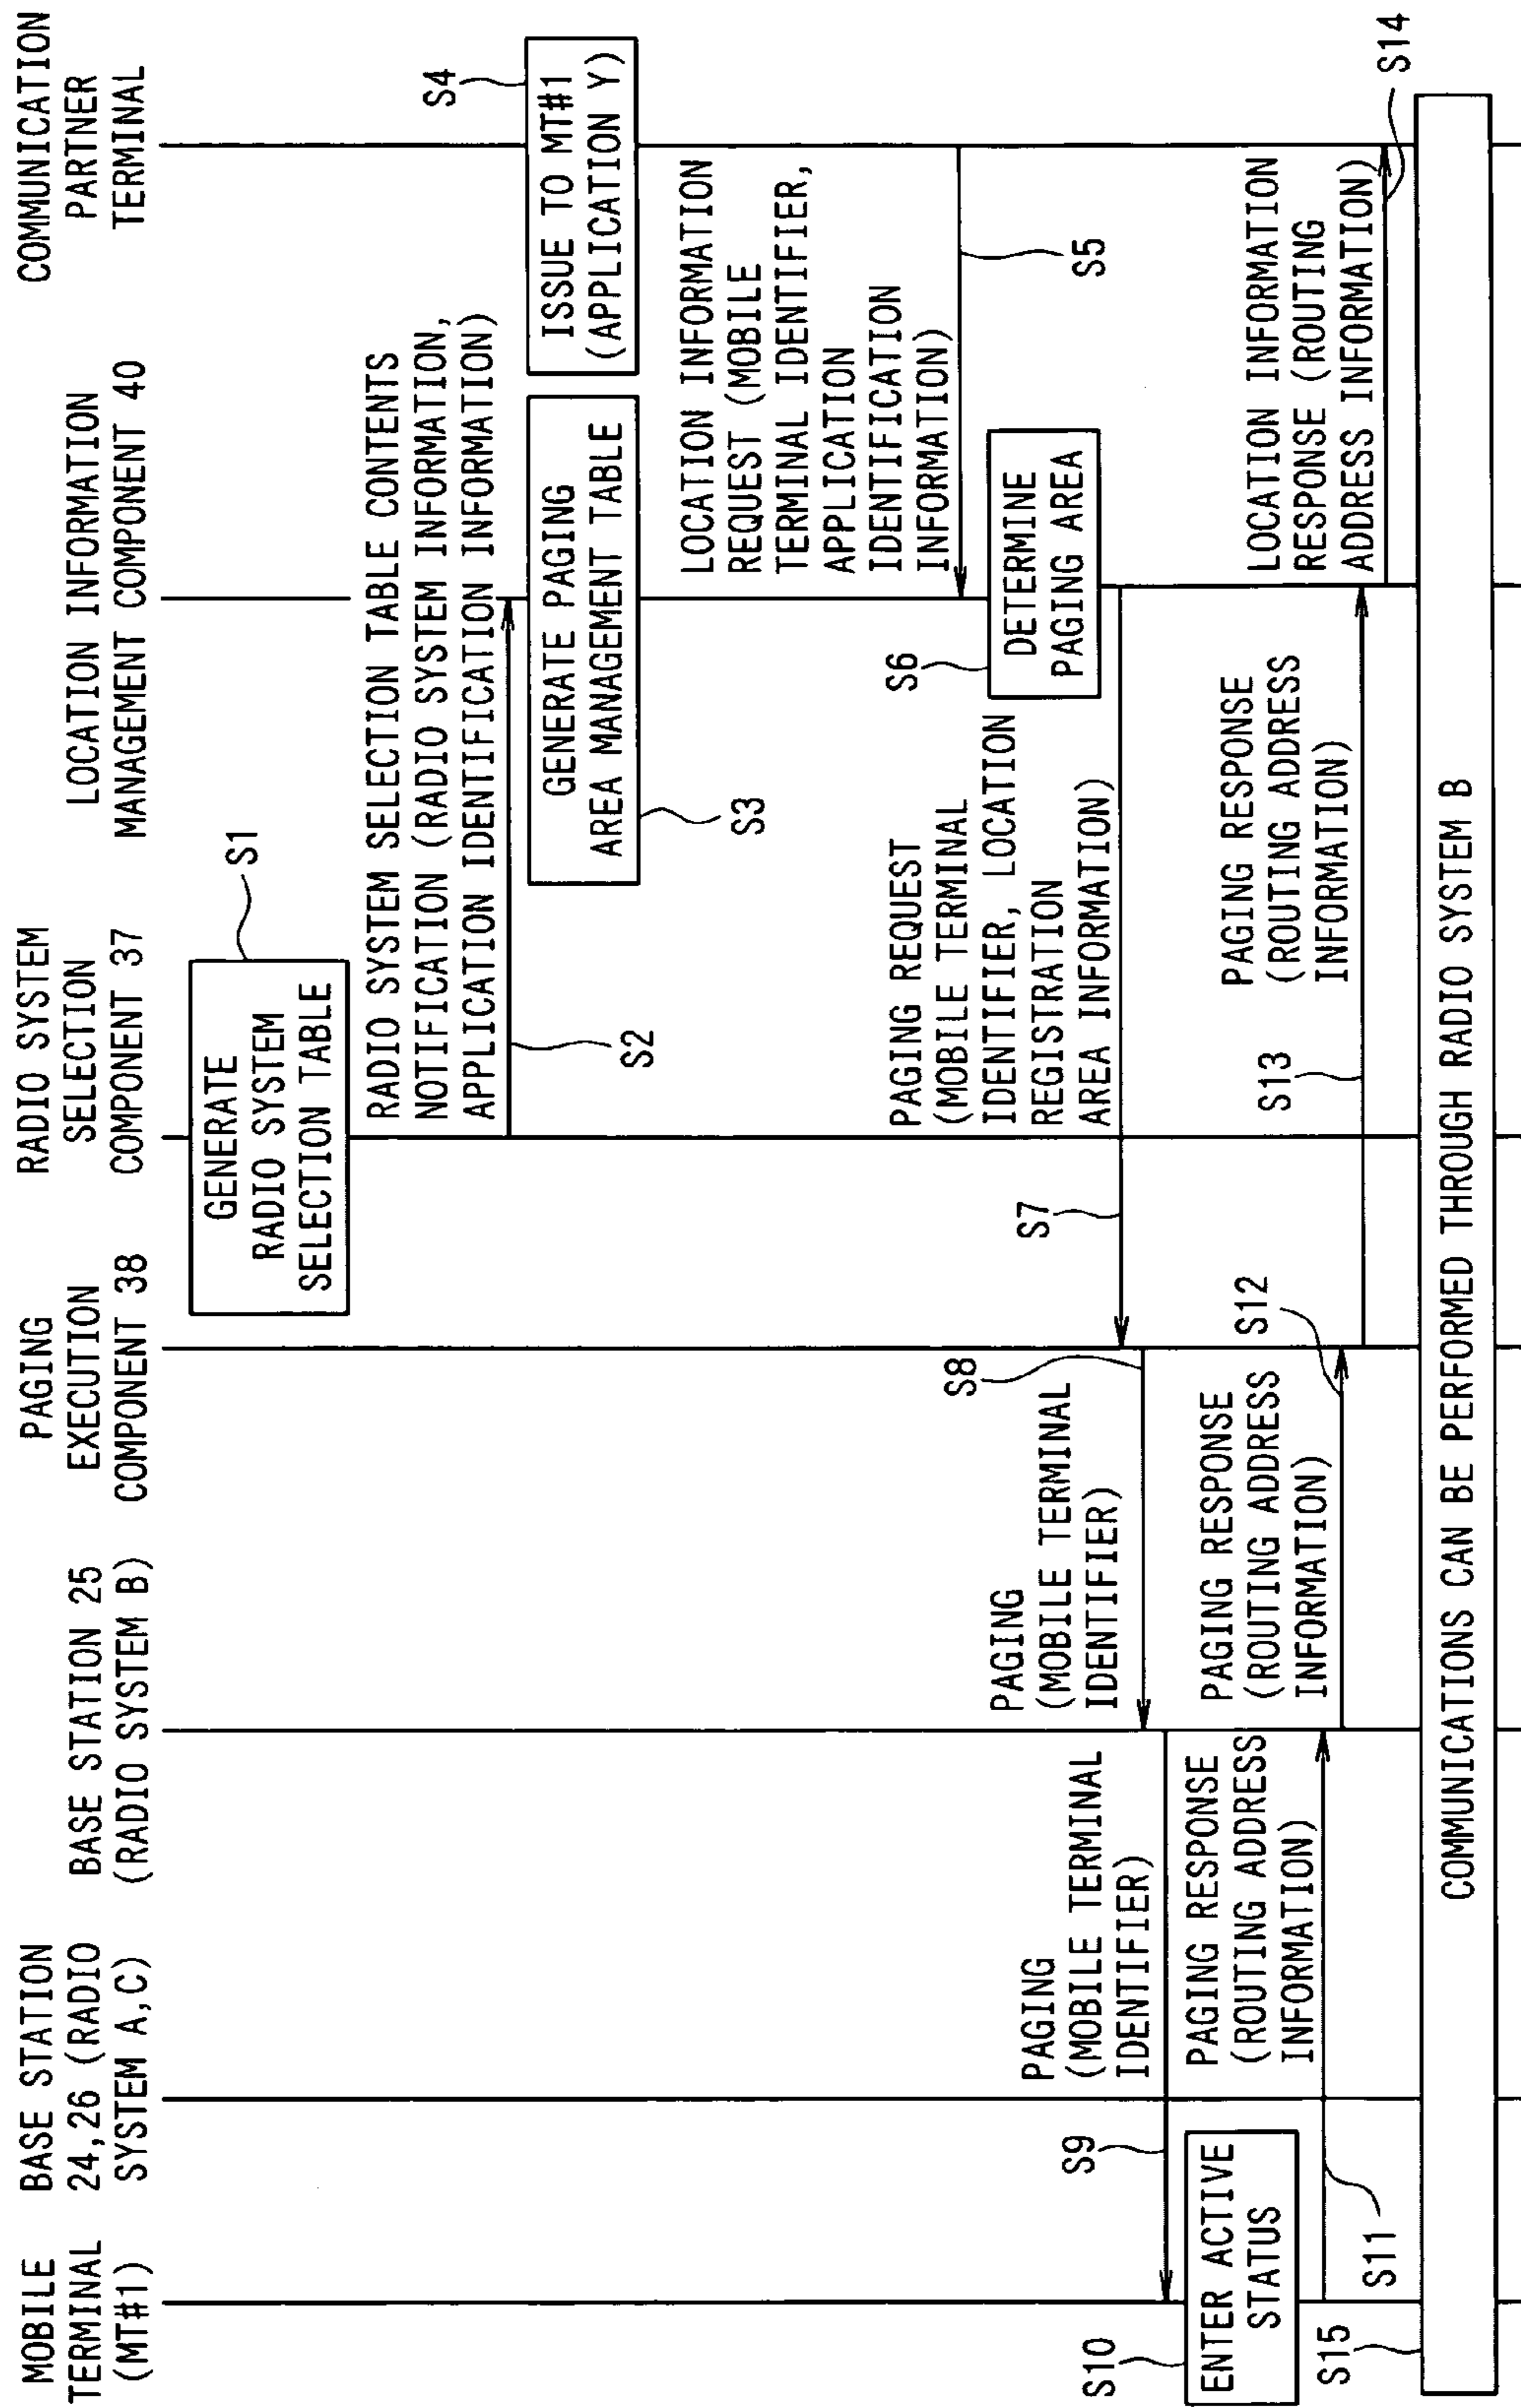 MOBILE
TERMINAL
(MT#1)
BASE STATION
24,26 (RADIO
SYSTEM A,C)
BASE STATION 25
(RADIO SYSTEM B)
PAGING
EXECUTION
COMPONENT 38
RADIO SYSTEM
SELECTION
COMPONENT 37
LOCATION INFORMATION
MANAGEMENT COMPONENT 40
COMMUNICATION
PARTNER
TERMINAL
S1
GENERATE
RADIO SYSTEM
SELECTION TABLE
RADIO SYSTEM SELECTION TABLE CONTENTS
NOTIFICATION (RADIO SYSTEM INFORMATION,
APPLICATION IDENTIFICATION INFORMATION)
S2
GENERATE PAGING
AREA MANAGEMENT TABLE
S3
S4
ISSUE TO MT#1
(APPLICATION Y)
LOCATION INFORMATION
REQUEST (MOBILE
TERMINAL IDENTIFIER,
APPLICATION
IDENTIFICATION
INFORMATION)
S5
S6
DETERMINE
PAGING AREA
PAGING REQUEST
(MOBILE TERMINAL
IDENTIFIER, LOCATION
REGISTRATION
AREA INFORMATION)
S7
S8
PAGING
(MOBILE TERMINAL
IDENTIFIER)
PAGING
(MOBILE TERMINAL
IDENTIFIER)
S9
S10
ENTER ACTIVE
STATUS
PAGING RESPONSE
(ROUTING ADDRESS
INFORMATION)
S11
PAGING RESPONSE
(ROUTING ADDRESS
INFORMATION)
S12
PAGING RESPONSE
(ROUTING ADDRESS
INFORMATION)
S13
LOCATION INFORMATION
RESPONSE (ROUTING
ADDRESS INFORMATION)
S14
S15
COMMUNICATIONS CAN BE PERFORMED THROUGH RADIO SYSTEM B